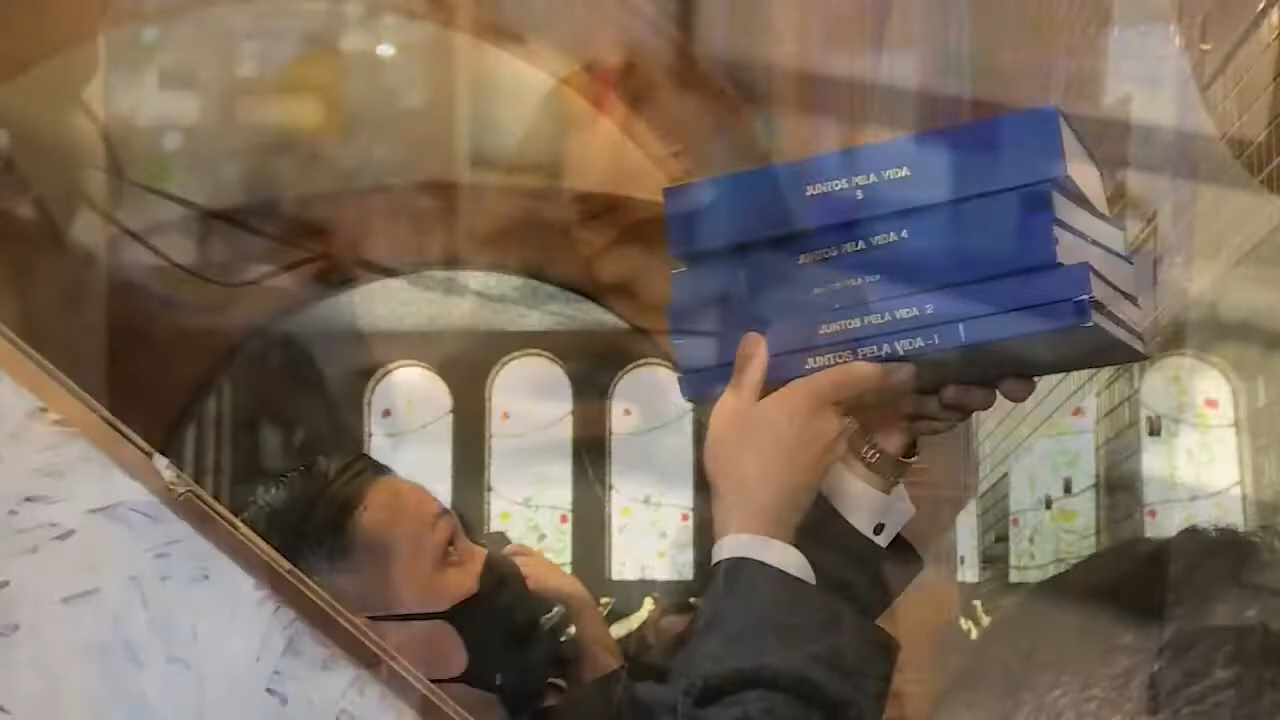 JUNTOS PELA VIDA
5
JUNTOS PELA VIDA 4
JUNTOS PELA VIDA 2
JUNTOS PELA VIDA - 1